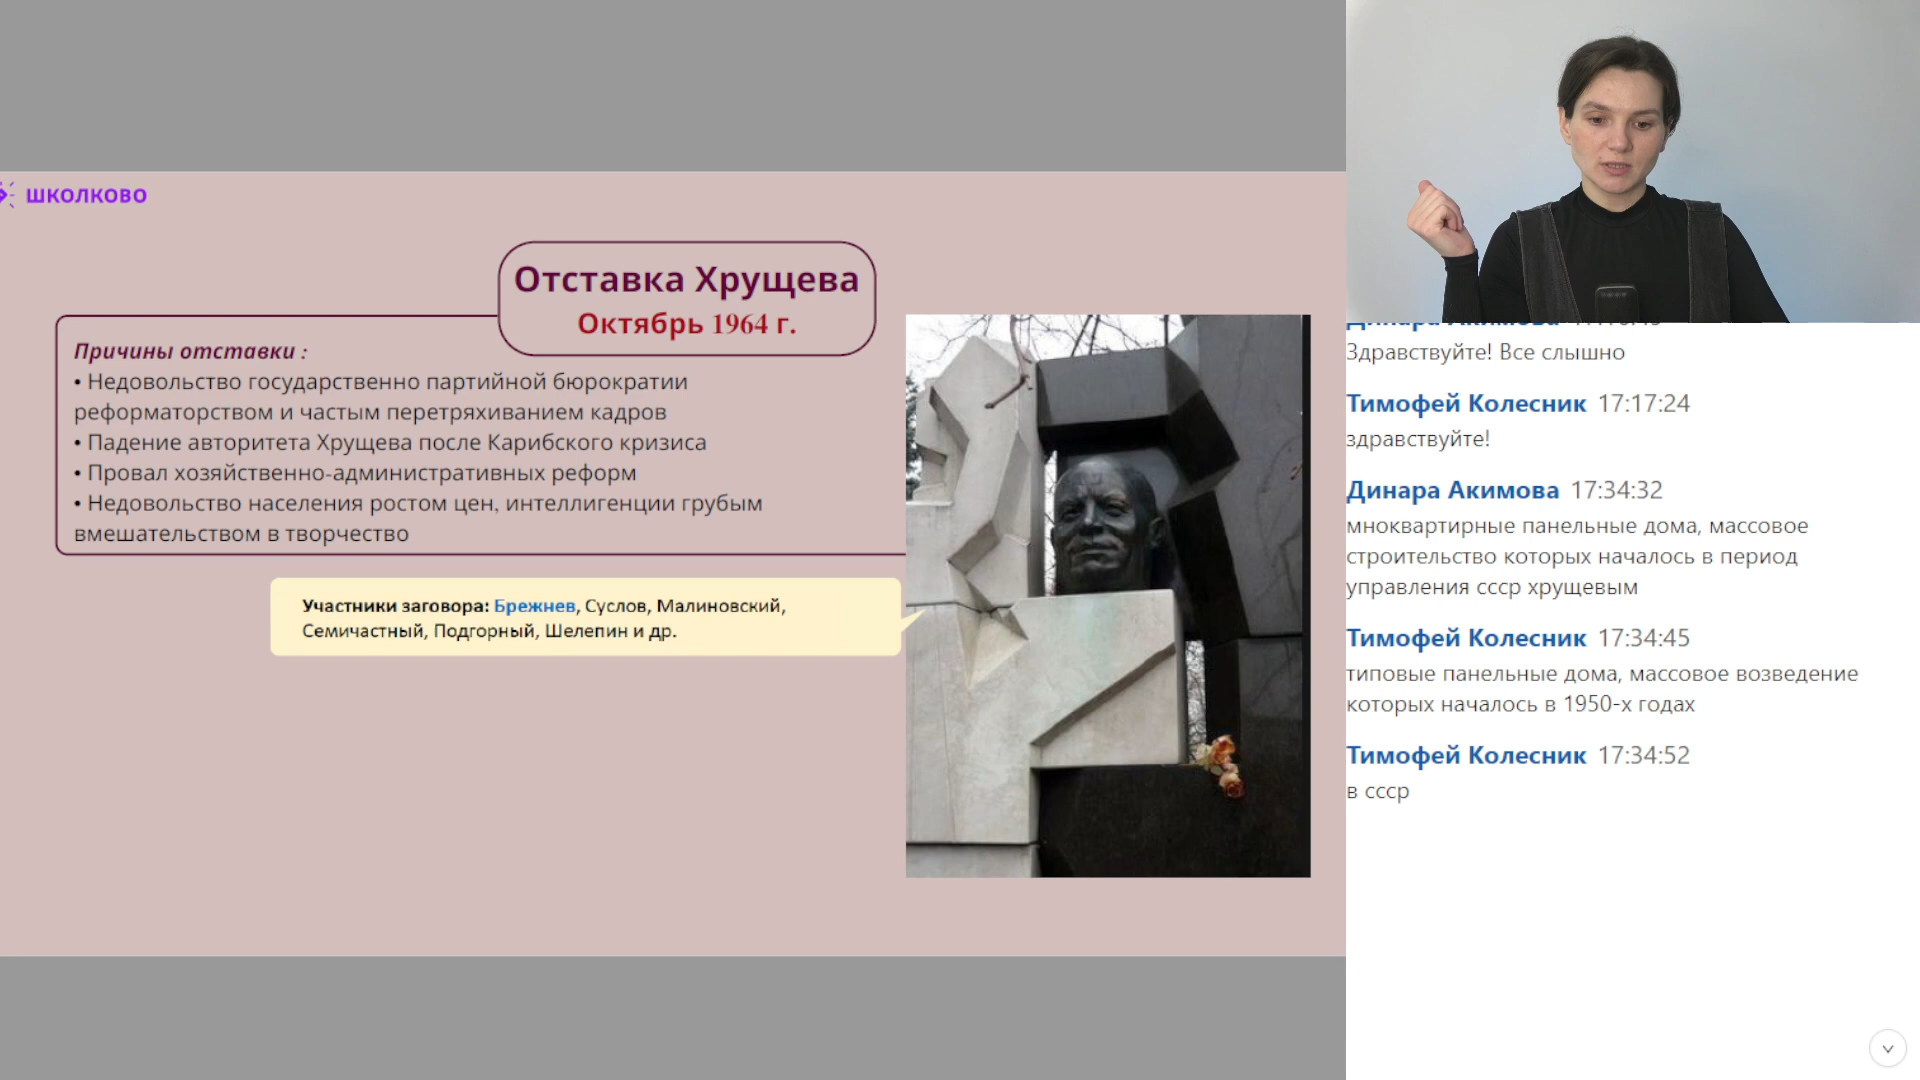 ШКОЛКОВО
Отставка Хрущева
Октябрь 1964 г.
Причины отставки :
• Недовольство государственно партийной бюрократии
реформаторством и частым перетряхиванием кадров
• Падение авторитета Хрущева после Карибского кризиса
• Провал хозяйственно-административных реформ
• Недовольство населения ростом цен, интеллигенции грубым
вмешательством в творчество
Участники заговора: Брежнев, Суслов, Малиновский,
Семичастный, Подгорный, Шелепин и др.
Здравствуйте! Все слышно
Тимофей Колесник 17:17:24
здравствуйте!
Динара Акимова 17:34:32
мноквартирные панельные дома, массовое
строительство которых началось в период
управления ссср хрущевым
Тимофей Колесник 17:34:45
типовые панельные дома, массовое возведение
которых началось в 1950-х годах
Тимофей Колесник 17:34:52
в ссср